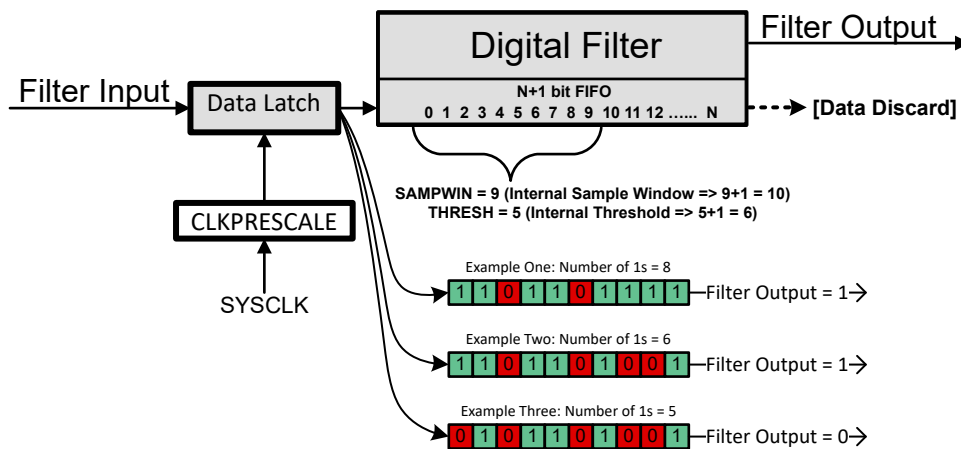 Filter Output
Digital Filter
Filter Input
Data Latch
N+1 bit FIFO
0 1 2 3 4 5 6 7 8 9 10 11 12 …... N
[Data Discard]
SAMPWIN = 9 (Internal Sample Window => 9+1 = 10)
THRESH = 5 (Internal Threshold => 5+1 = 6)
CLKPRESCALE
SYSCLK
Example One: Number of 1s = 8
1 1 0 1 1 0 1 1 1 1 Filter Output = 1
Example Two: Number of 1s = 6
1 1 0 1 1 0 1 0 0 1 Filter Output = 1
Example Three: Number of 1s = 5
0 1 0 1 1 0 1 0 0 1 Filter Output = 0